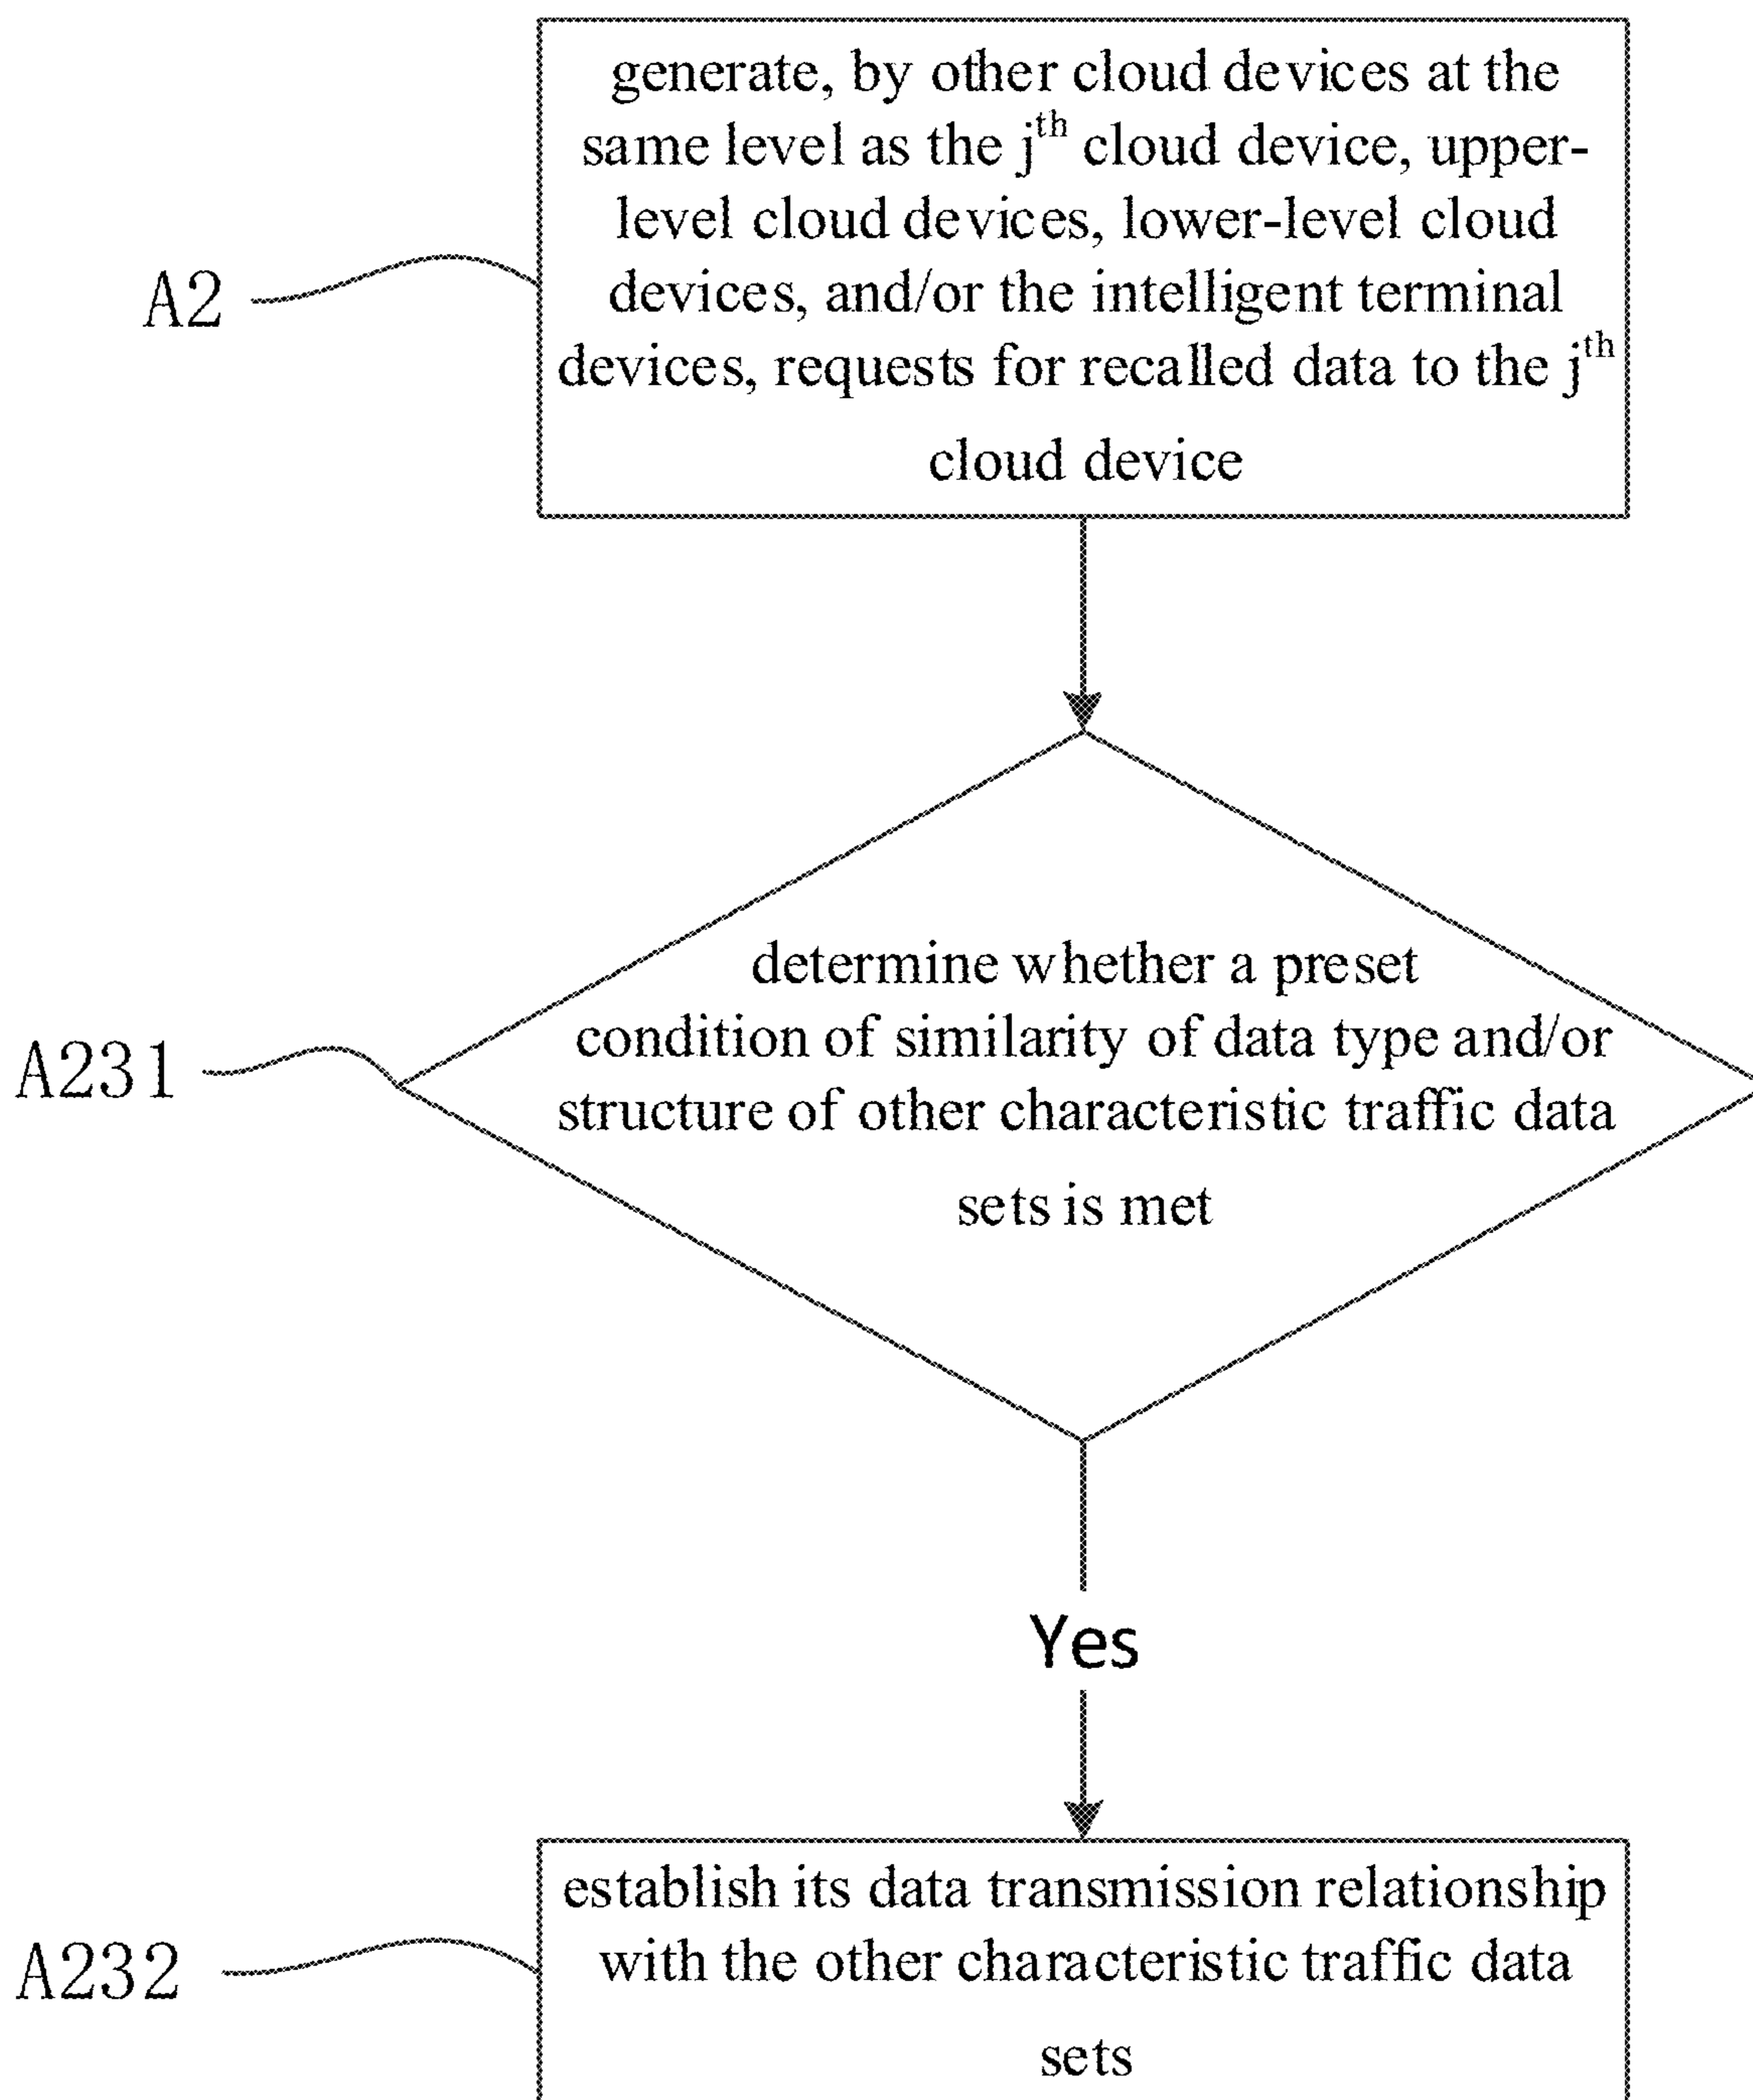 generate, by other cloud devices at the
same level as the jth cloud device, upper-
level cloud devices, lower-level cloud
devices, and/or the intelligent terminal
devices, requests for recalled data to the jth
cloud device
A2
determine whether a preset
condition of similarity of data type and/or
structure of other characteristic traffic data
sets is met
A231
Yes
establish its data transmission relationship
with the other characteristic traffic data
sets
A232